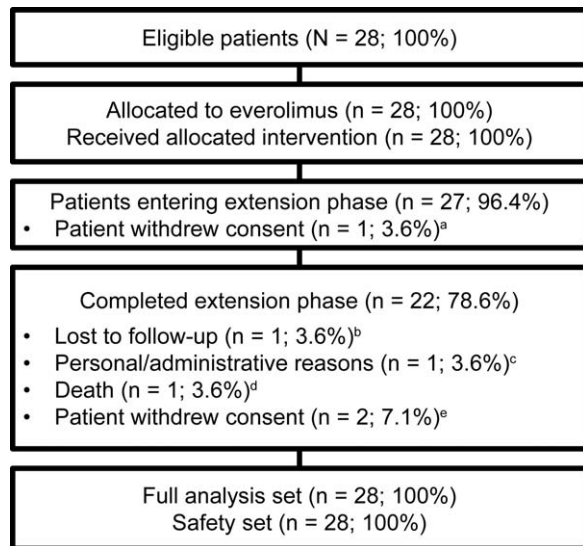 Eligible patients (N = 28; 100%)
Allocated to everolimus (n = 28; 100%)
Received allocated intervention (n = 28; 100%)
Patients entering extension phase (n = 27; 96.4%)
• Patient withdrew consent (n = 1; 3.6%)ᵃ
Completed extension phase (n = 22; 78.6%)
• Lost to follow-up (n = 1; 3.6%)ᵇ
• Personal/administrative reasons (n = 1; 3.6%)ᶜ
• Death (n = 1; 3.6%)ᵈ
• Patient withdrew consent (n = 2; 7.1%)ᵉ
Full analysis set (n = 28; 100%)
Safety set (n = 28; 100%)